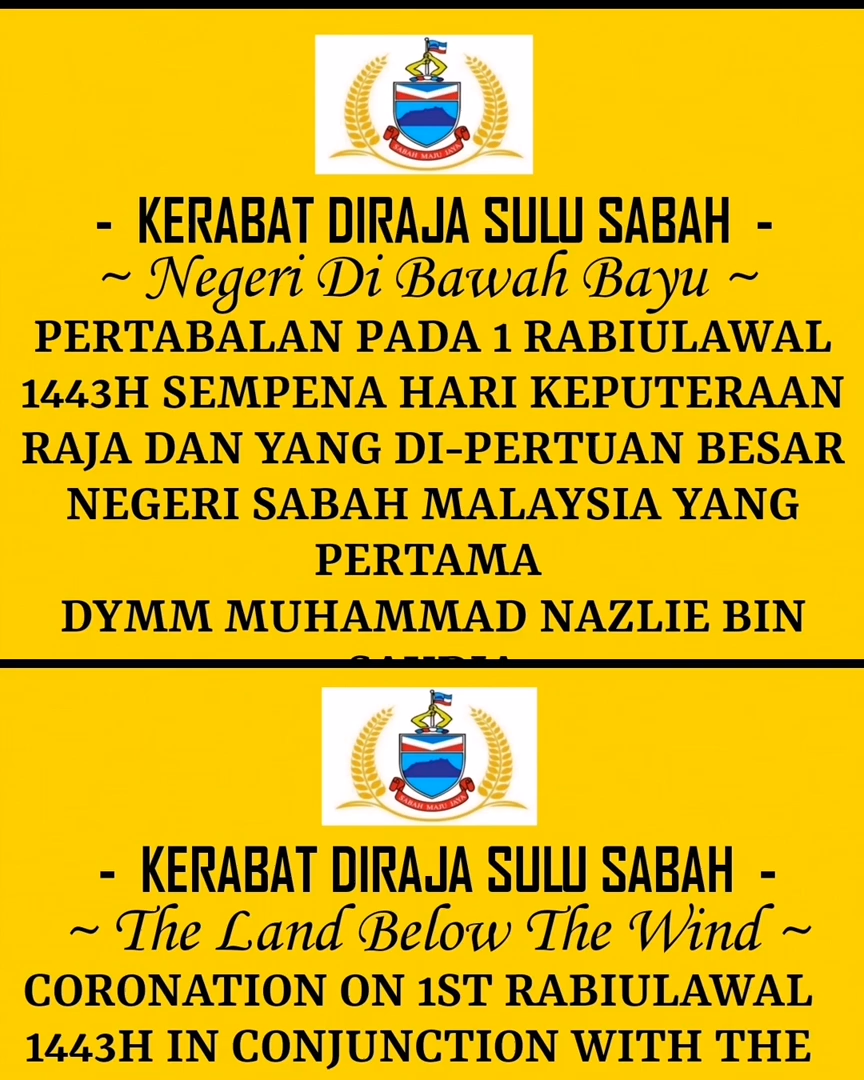 SABAH MAJU JAYA
- KERABAT DIRAJA SULU SABAH -
~ Negeri Di Bawah Bayu ~
PERTABALAN PADA 1 RABIULAWAL
1443H SEMPENA HARI KEPUTERAAN
RAJA DAN YANG DI-PERTUAN BESAR
NEGERI SABAH MALAYSIA YANG
PERTAMA
DYMM MUHAMMAD NAZLIE BIN
SABAH MAJU JAYA
- KERABAT DIRAJA SULU SABAH -
~ The Land Below The Wind ~
CORONATION ON 1ST RABIULAWAL
1443H IN CONJUNCTION WITH THE